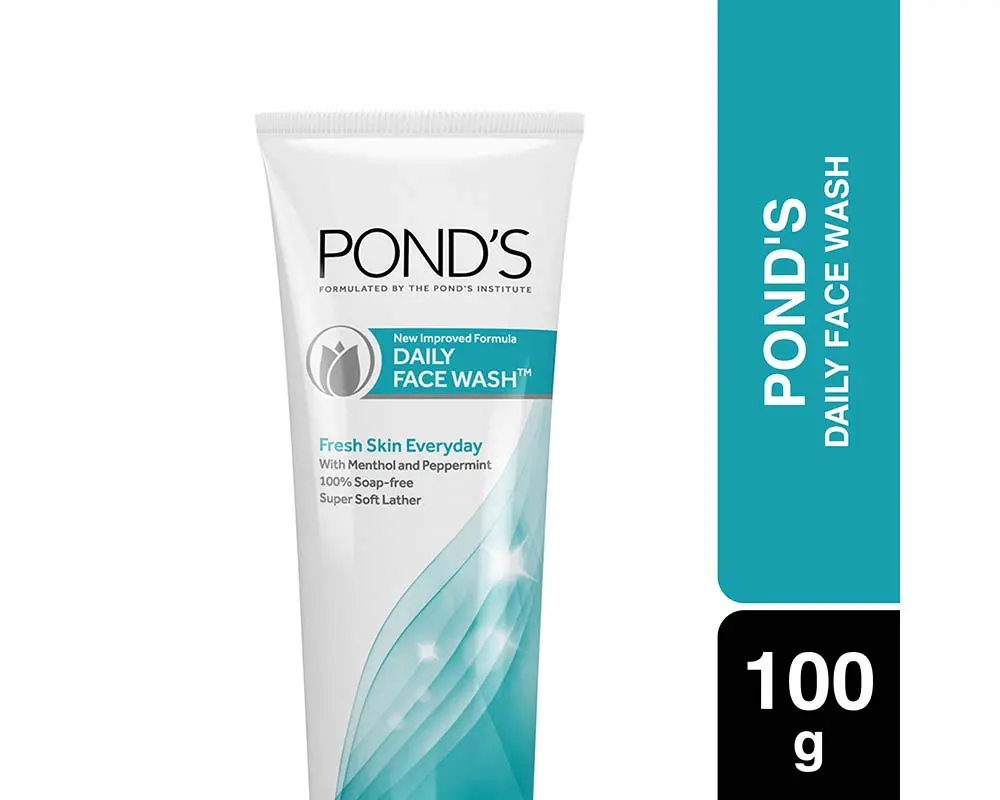 POND'S
FORMULATED BY THE POND'S INSTITUTE
New Improved Formula
DAILY
FACE WASH™
Fresh Skin Everyday
With Menthol and Peppermint
100% Soap-free
Super Soft Lather
POND'S
DAILY FACE WASH
100
g